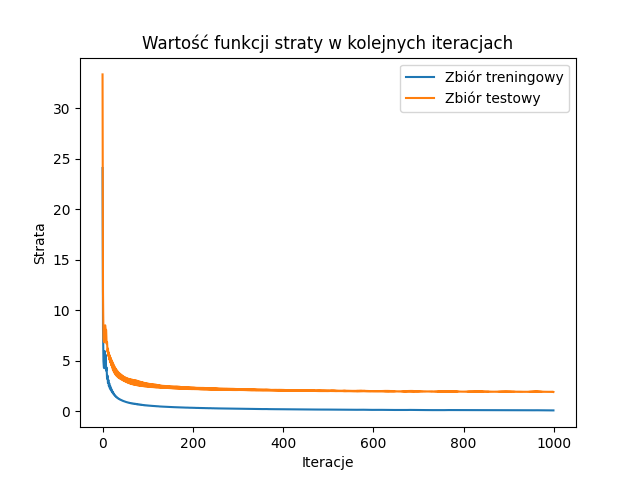 Wartość funkcji straty w kolejnych iteracjach
Zbiór treningowy
Zbiór testowy
30
25
20
15
10
5
0
Strata
0 200 400 600 800 1000
Iteracje